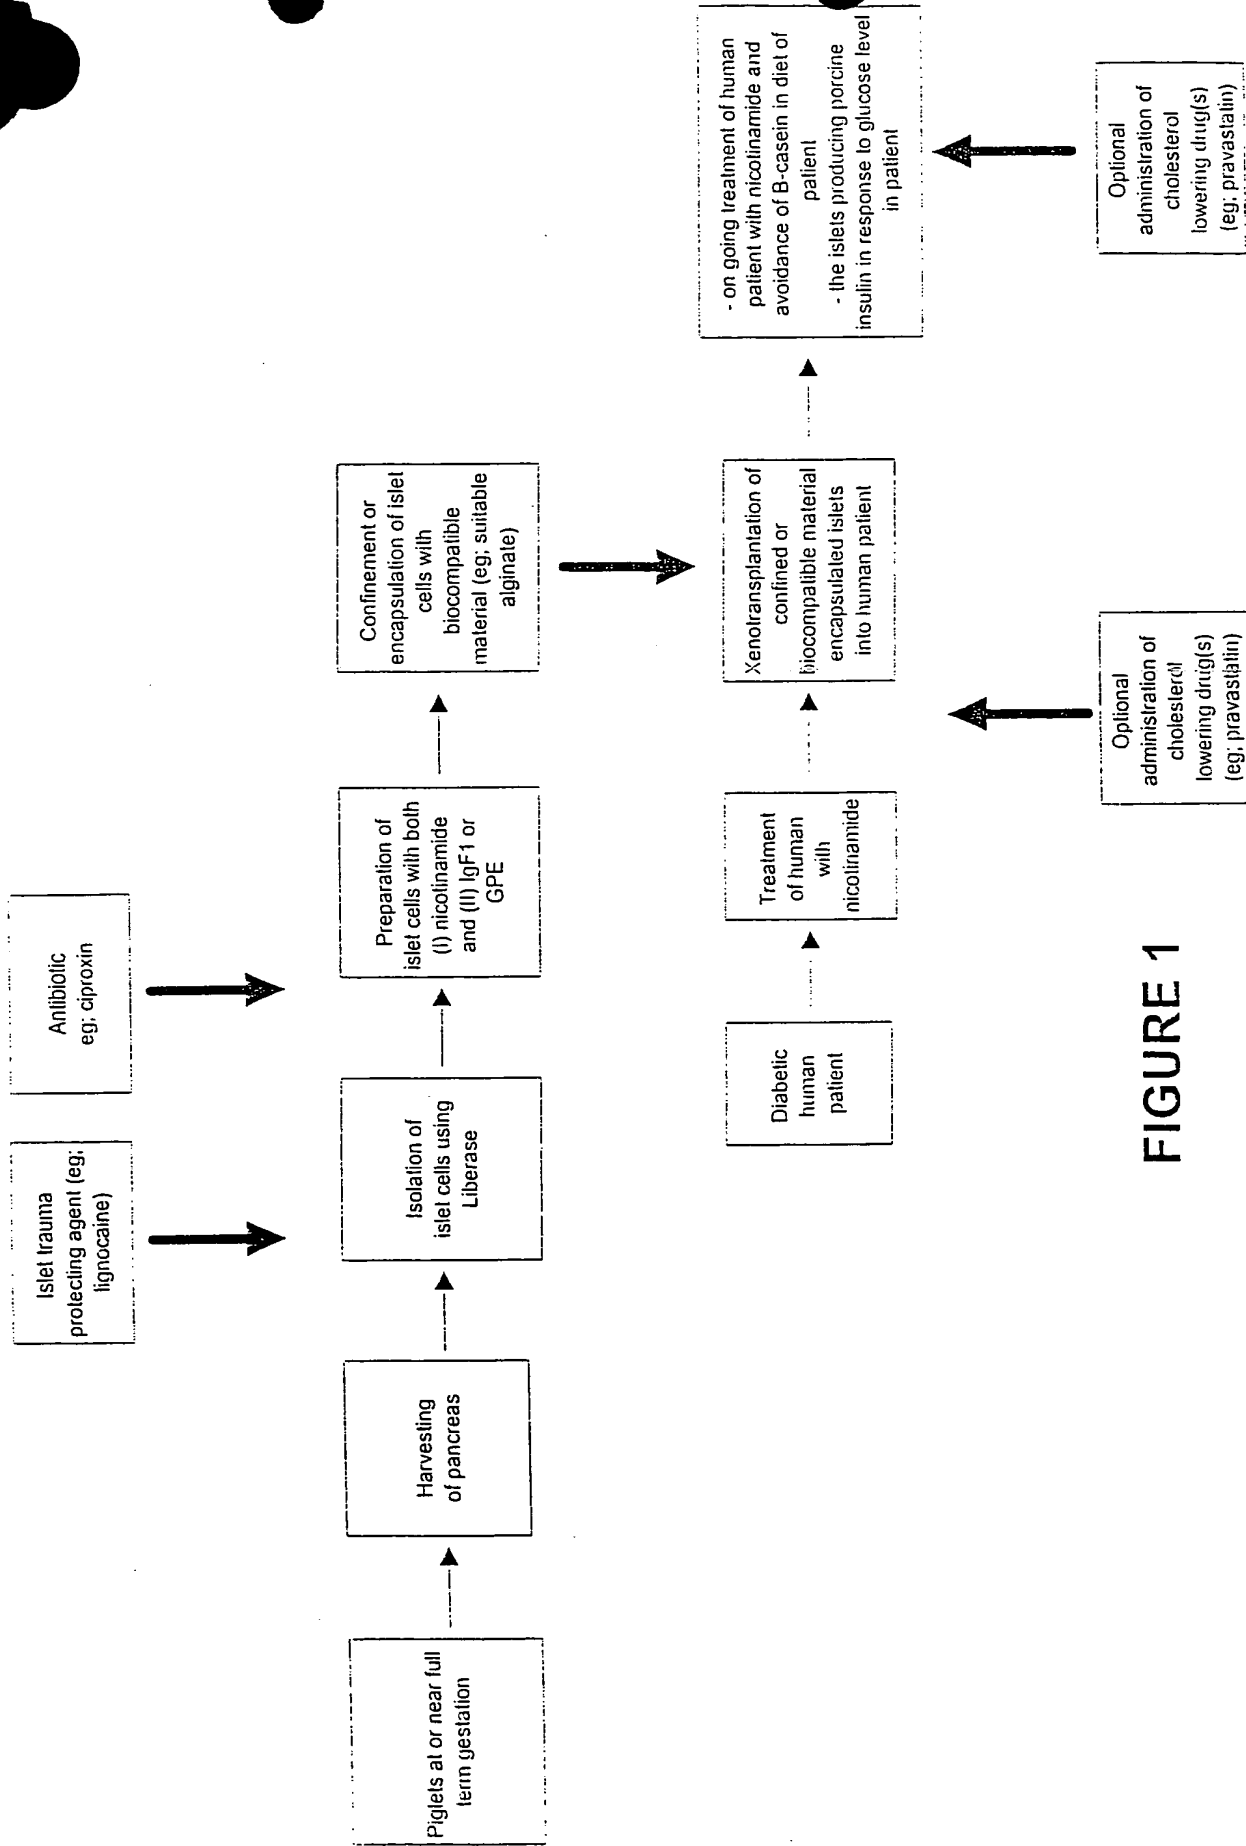 Islet trauma
protecting agent (eg;
lignocaine)
Antibiotic
eg; ciproxin
Piglets at or near full
term gestation
Harvesting
of pancreas
Isolation of
islet cells using
Liberase
Preparation of
islet cells with both
(I) nicotinamide
and (II) IgF1 or
GPE
Confinement or
encapsulation of islet
cells with
biocompatible
material (eg; suitable
alginate)
Diabetic
human
patient
Treatment
of human
with
nicotinamide
Xenotransplantation of
confined or
biocompatible material
encapsulated islets
into human patient
- on going treatment of human
patient with nicotinamide and
avoidance of B-casein in diet of
patient
- the islets producing porcine
insulin in response to glucose level
in patient
Optional
administration of
cholesterol
lowering drug(s)
(eg; pravastatin)
Optional
administration of
cholesterol
lowering drug(s)
(eg; pravastatin)
FIGURE 1